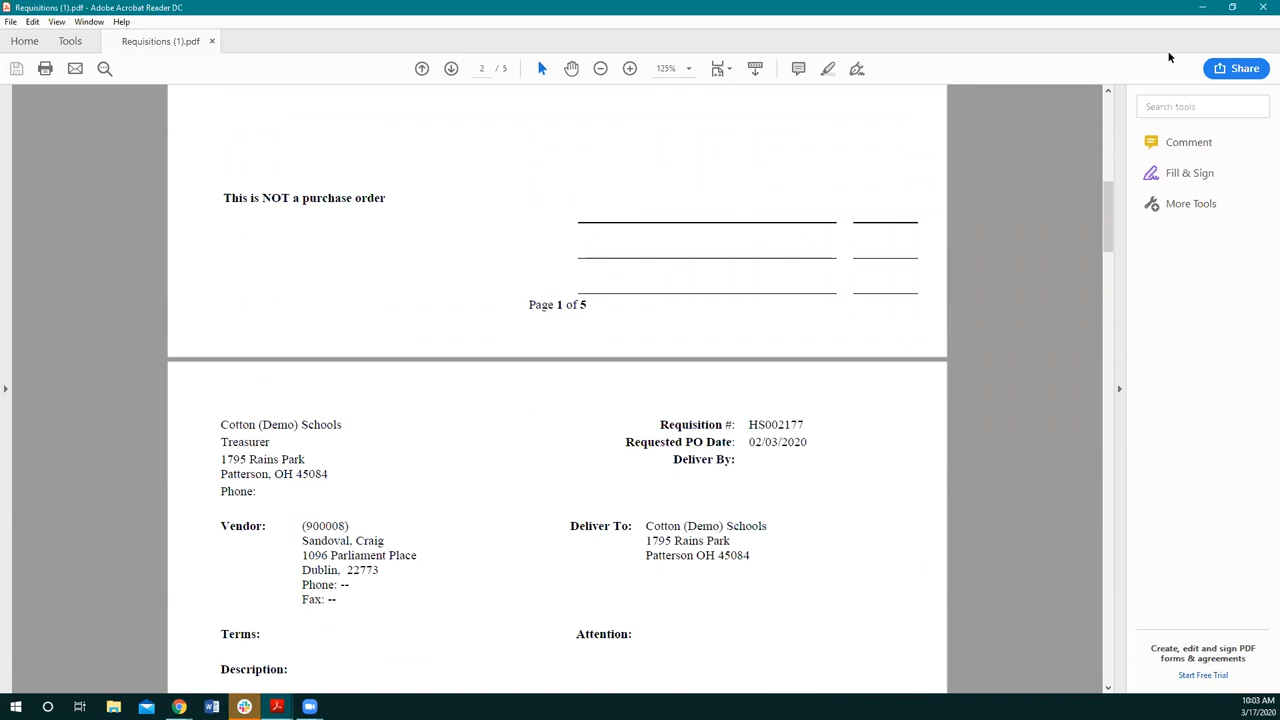 Requisitions (1).pdf - Adobe Acrobat Reader DC
File Edit View Window Help
Home Tools Requisitions (1).pdf ×
2 / 5 125% Share
Search tools
Comment
Fill & Sign
More Tools
This is NOT a purchase order
Page 1 of 5
Cotton (Demo) Schools
Treasurer
1795 Rains Park
Patterson, OH 45084
Phone:
Requisition #: HS002177
Requested PO Date: 02/03/2020
Deliver By:
Vendor: (900008)
Sandoval, Craig
1096 Parliament Place
Dublin, 22773
Phone: --
Fax: --
Deliver To: Cotton (Demo) Schools
1795 Rains Park
Patterson OH 45084
Terms:
Attention:
Description:
Create, edit and sign PDF
forms & agreements
Start Free Trial
10:03 AM
3/17/2020